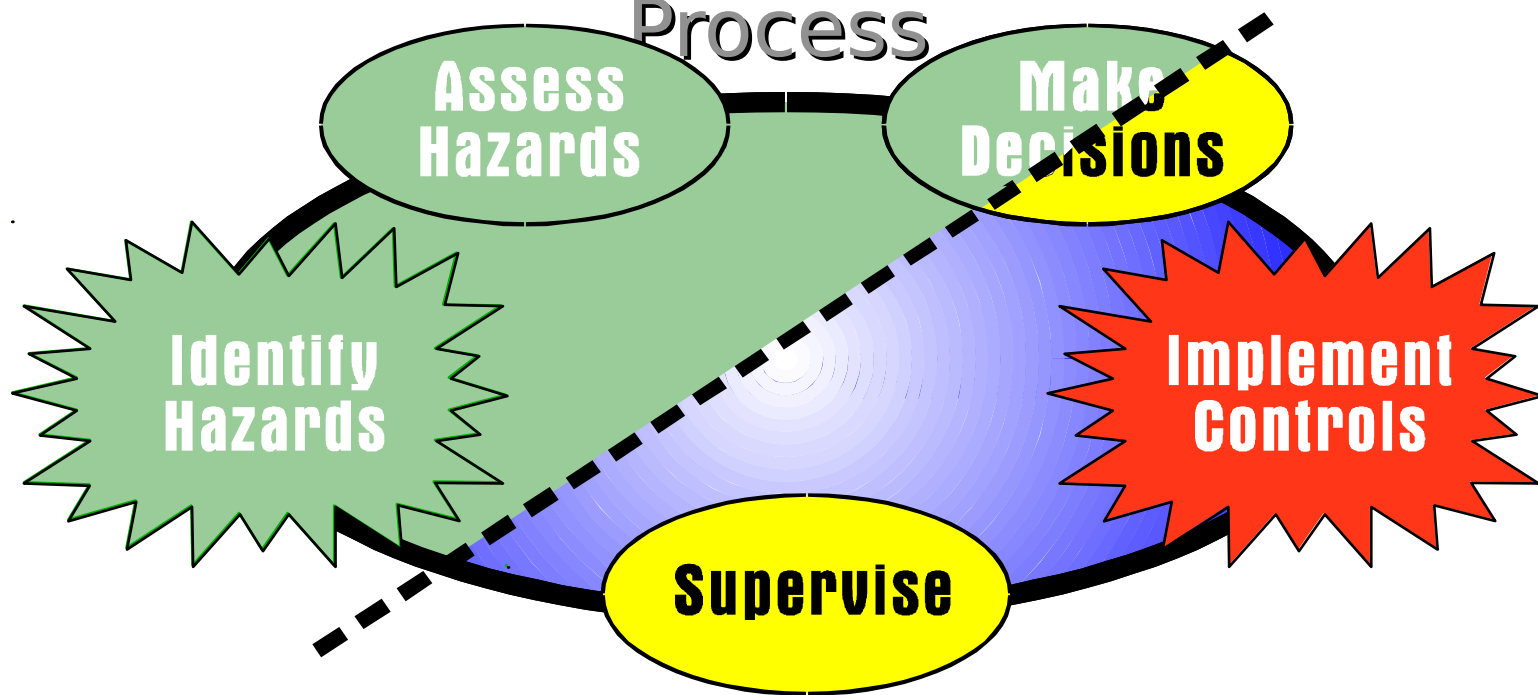 Process
Assess
Hazards
Make
Decisions
Identify
Hazards
Implement
Controls
Supervise